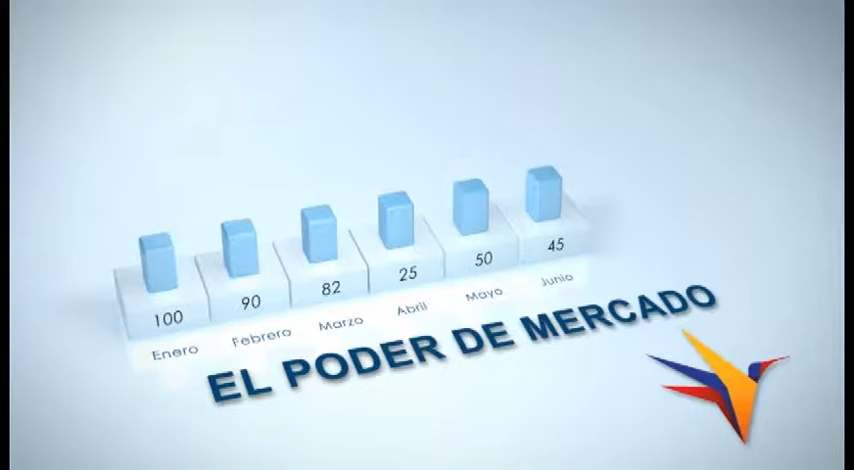 100 90 82 25 50 45
Enero Febrero Marzo Abril Mayo Junio
EL PODER DE MERCADO